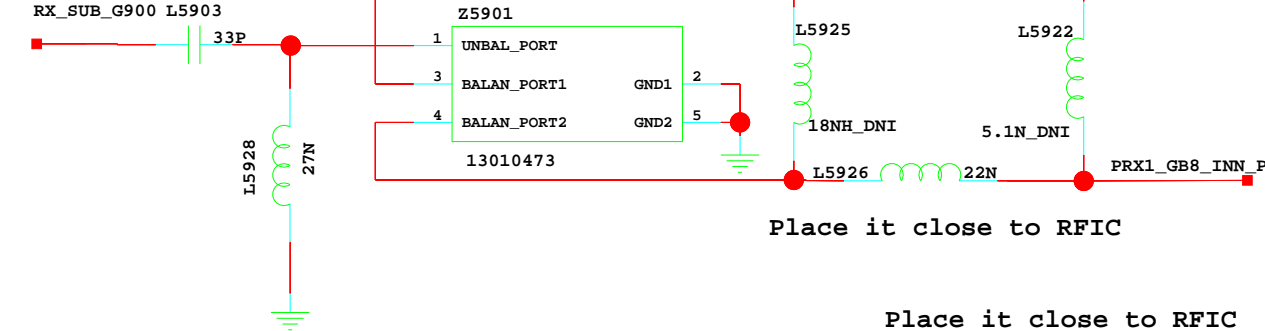 RX_SUB_G900 L5903
33P
Z5901
1 UNBAL_PORT
3 BALAN_PORT1 GND1 2
4 BALAN_PORT2 GND2 5
13010473
L5928
27N
L5925
18NH_DNI
L5922
5.1N_DNI
L5926 22N
PRX1_GB8_INN_P
Place it close to RFIC
Place it close to RFIC